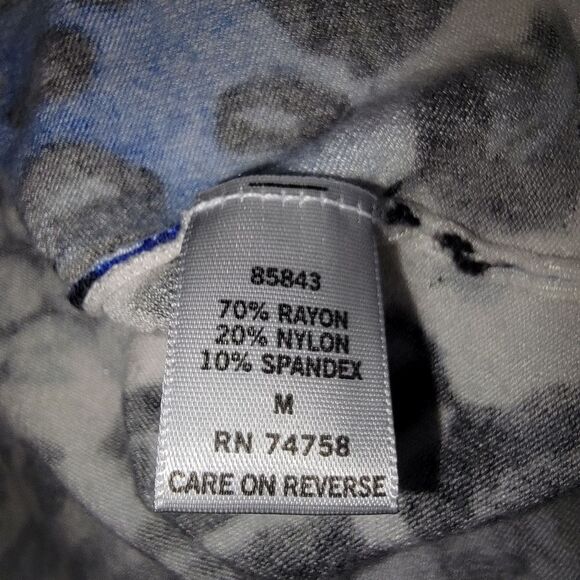 85843
70% RAYON
20% NYLON
10% SPANDEX
M
RN 74758
CARE ON REVERSE